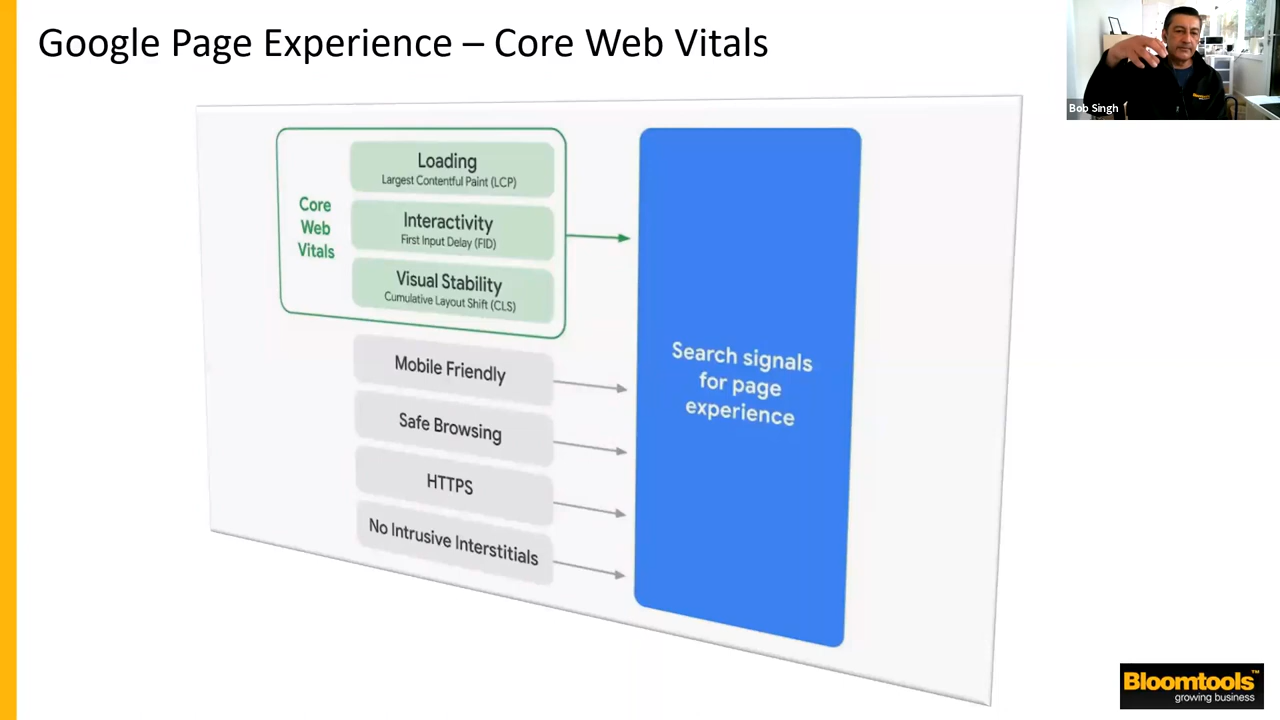 Google Page Experience – Core Web Vitals
Bob Singh
Core
Web
Vitals
Loading
Largest Contentful Paint (LCP)
Interactivity
First Input Delay (FID)
Visual Stability
Cumulative Layout Shift (CLS)
Mobile Friendly
Safe Browsing
HTTPS
No Intrusive Interstitials
Search signals
for page
experience
Bloomtools™
growing business